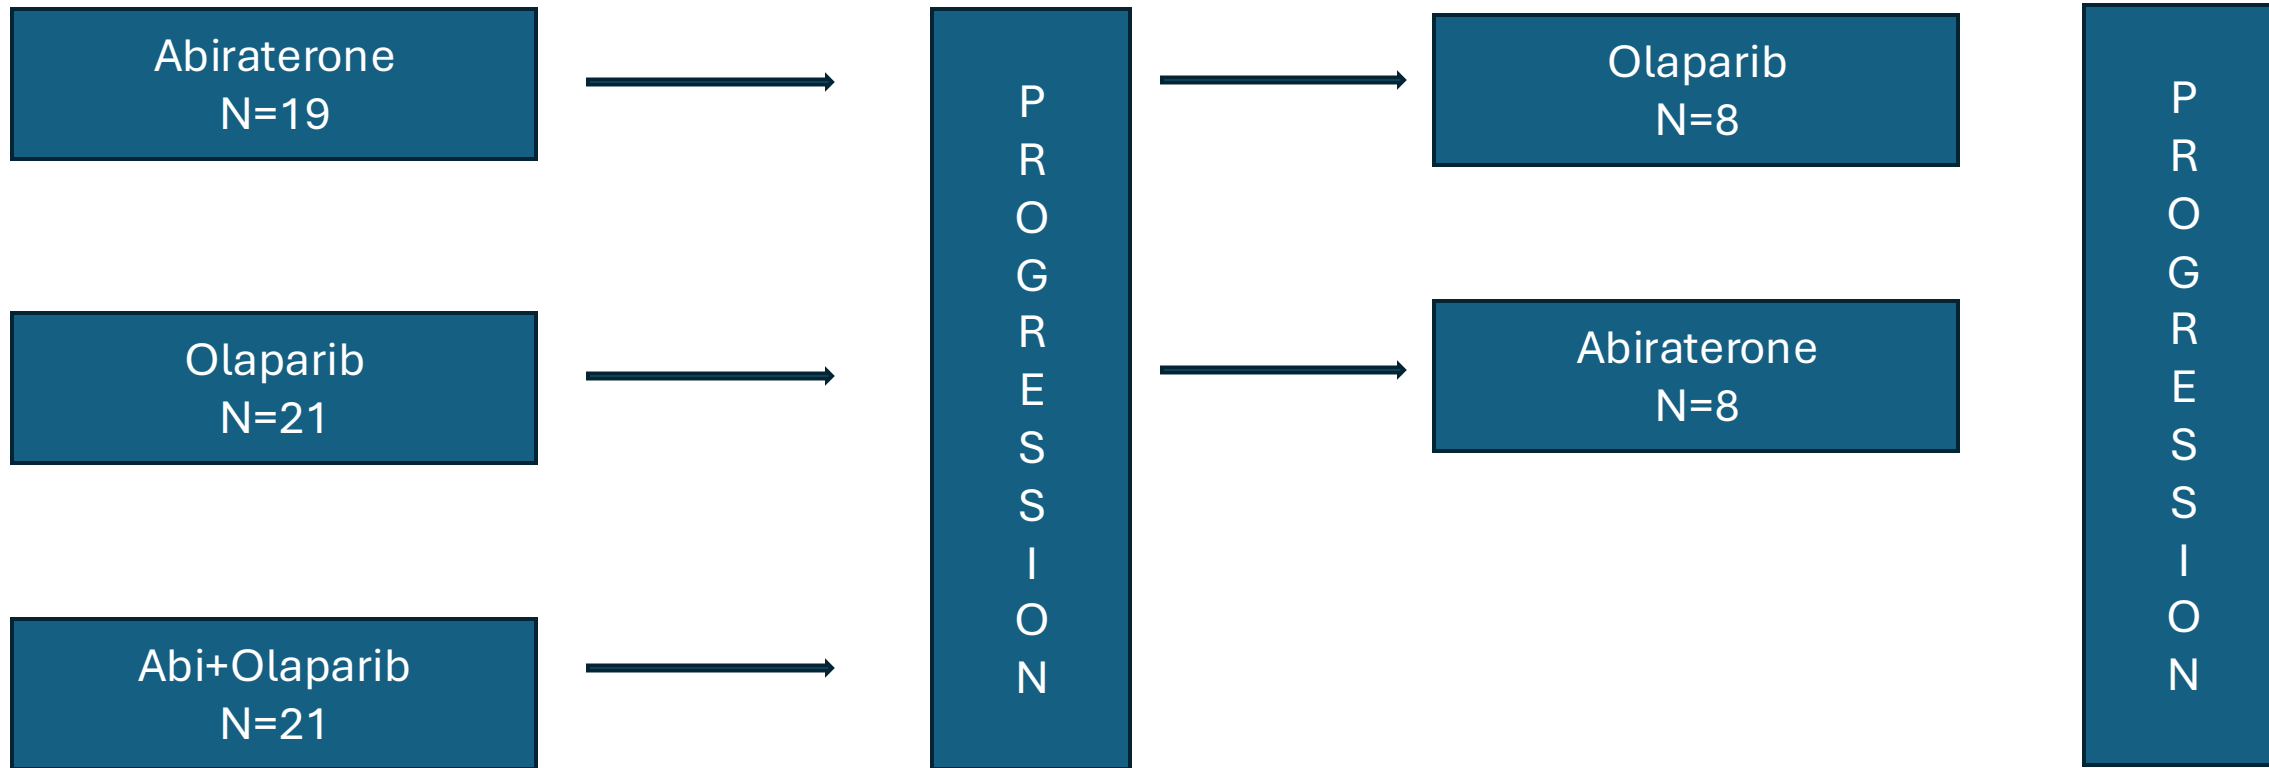 Abiraterone
N=19
Olaparib
N=21
Abi+Olaparib
N=21
P
R
O
G
R
E
S
S
I
O
N
Olaparib
N=8
Abiraterone
N=8
P
R
O
G
R
E
S
S
I
O
N